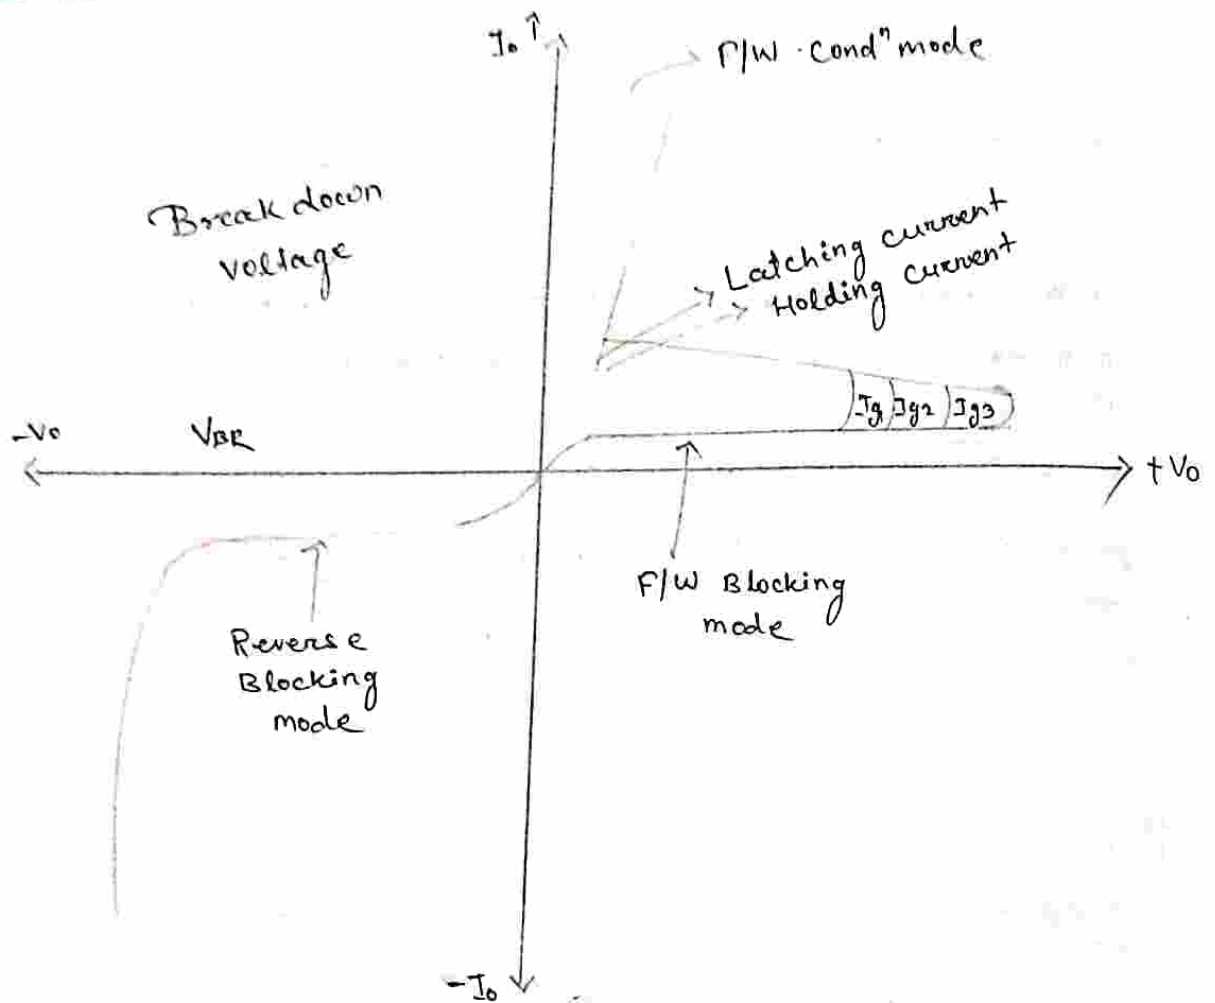 I₀ ↑
F/W . condⁿ mode
Break down
voltage
Latching current
Holding current
Ig Ig2 Ig3
-V₀
VBR
+V₀
F/W Blocking
mode
Reverse
Blocking
mode
-I₀